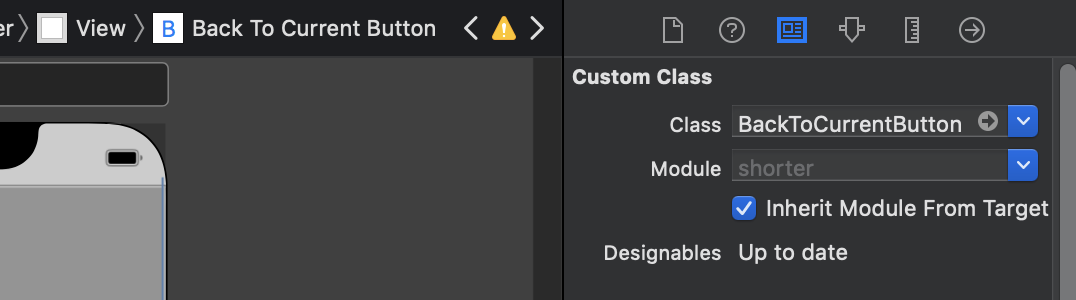 er
View
B Back To Current Button
Custom Class
Class BackToCurrentButton
Module shorter
Inherit Module From Target
Designables Up to date